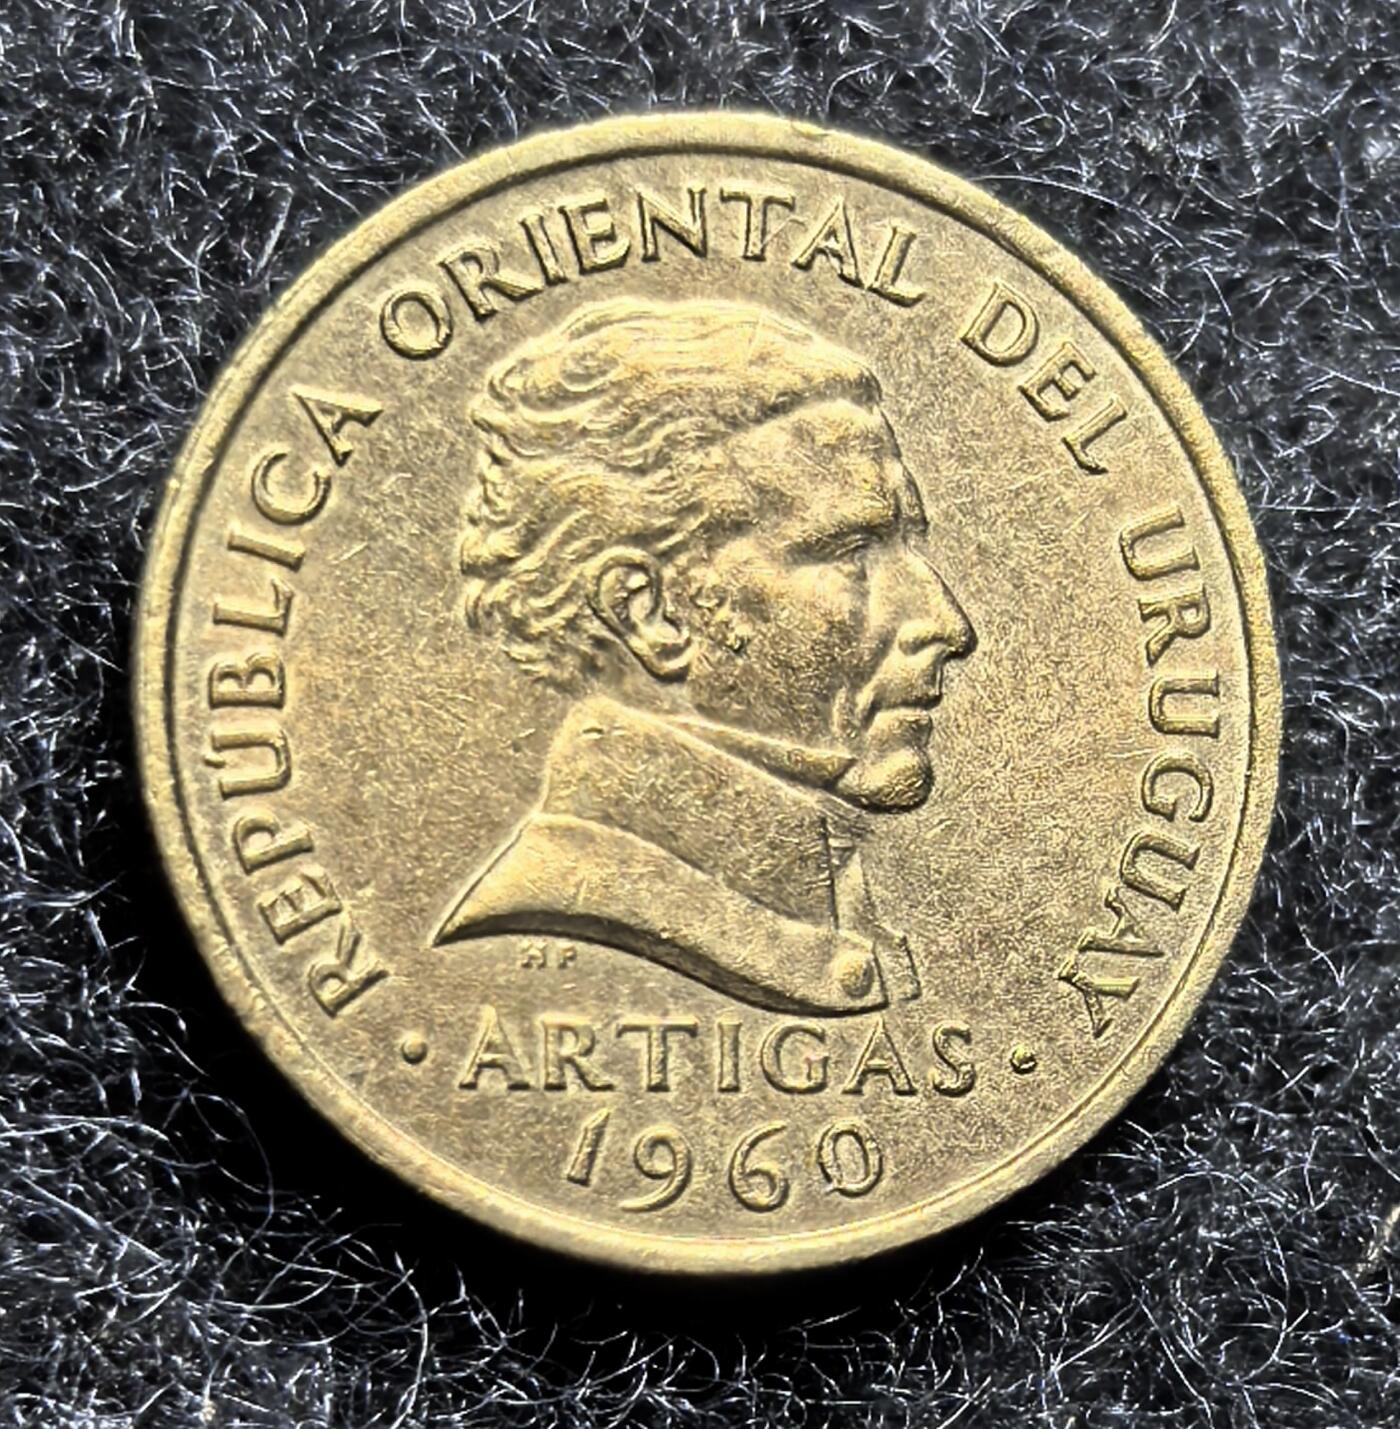 REPÚBLICA ORIENTAL DEL URUGUAY
HP
· ARTIGAS ·
1960